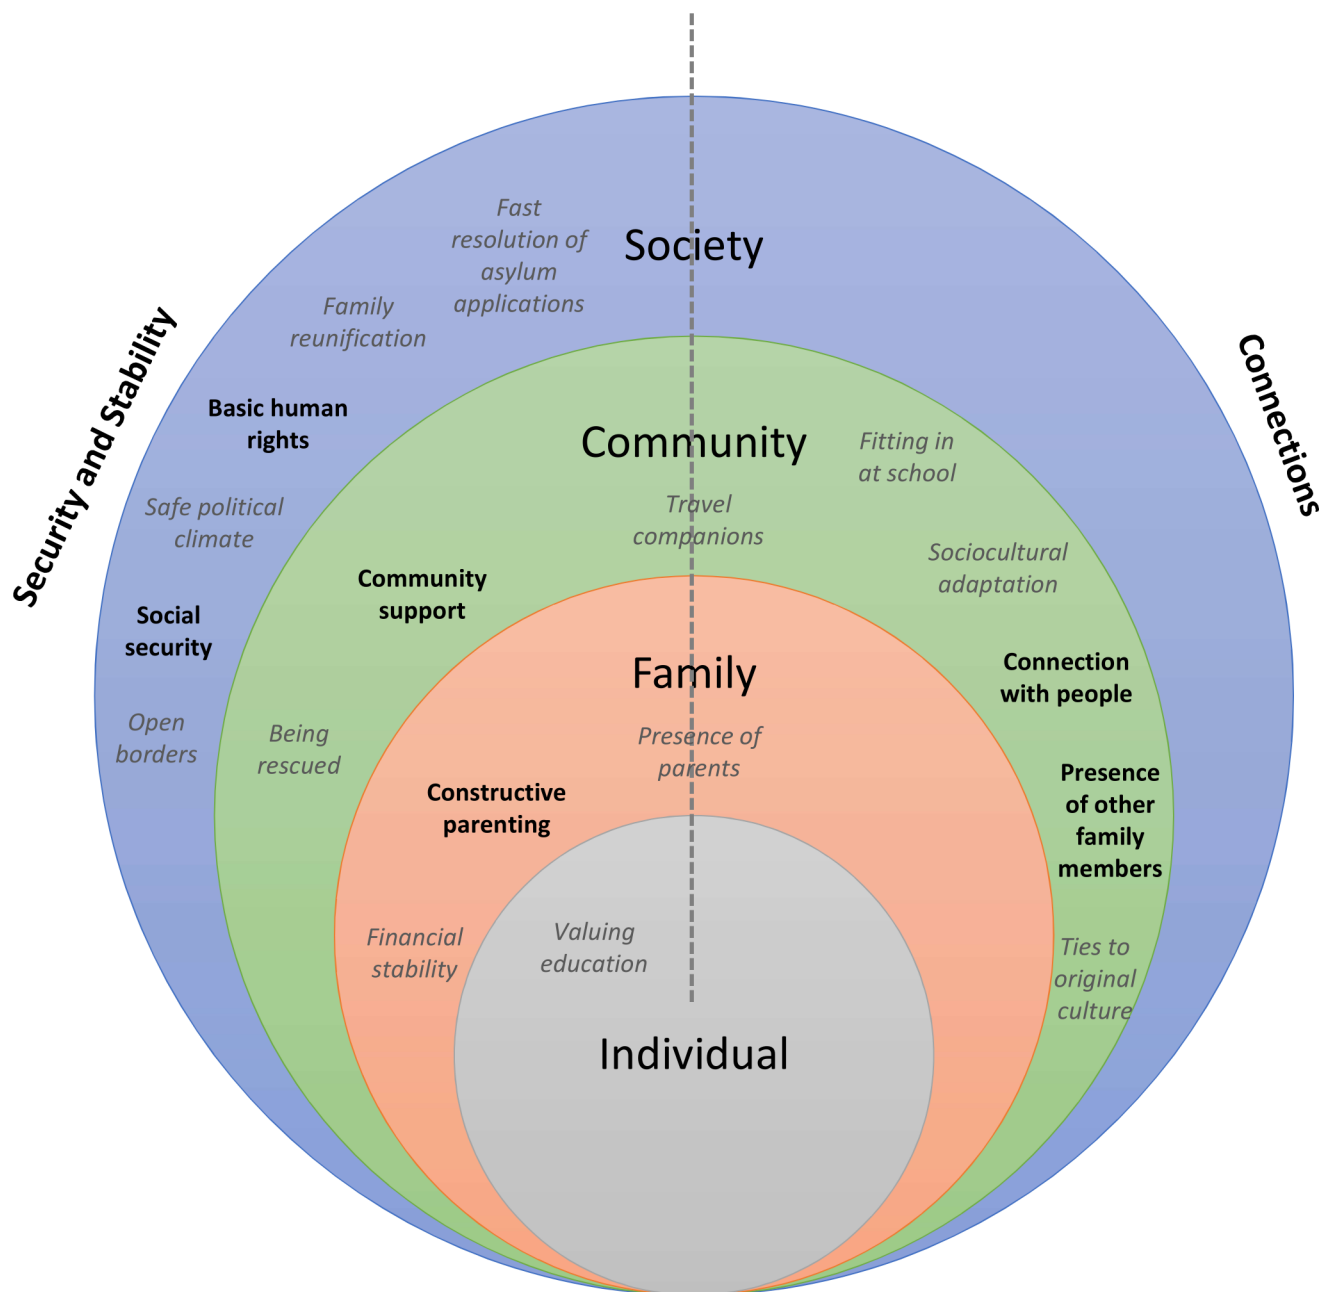 Security and Stability
Connections
Society
Fast
resolution of
asylum
applications
Family
reunification
Basic human
rights
Safe political
climate
Social
security
Open
borders
Community
Travel
companions
Fitting in
at school
Sociocultural
adaptation
Community
support
Being
rescued
Connection
with people
Presence
of other
family
members
Ties to
original
culture
Family
Presence of
parents
Constructive
parenting
Financial
stability
Valuing
education
Individual